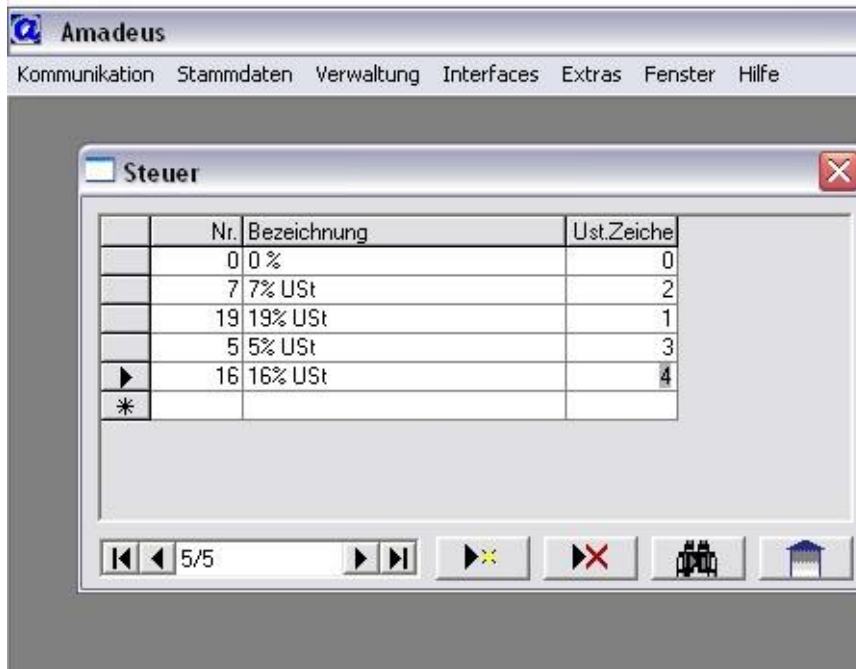 Amadeus
Kommunikation Stammdaten Verwaltung Interfaces Extras Fenster Hilfe
Steuer
Nr. Bezeichnung Ust.Zeiche
0 0 % 0
7 7% USt 2
19 19% USt 1
5 5% USt 3
16 16% USt 4
5/5